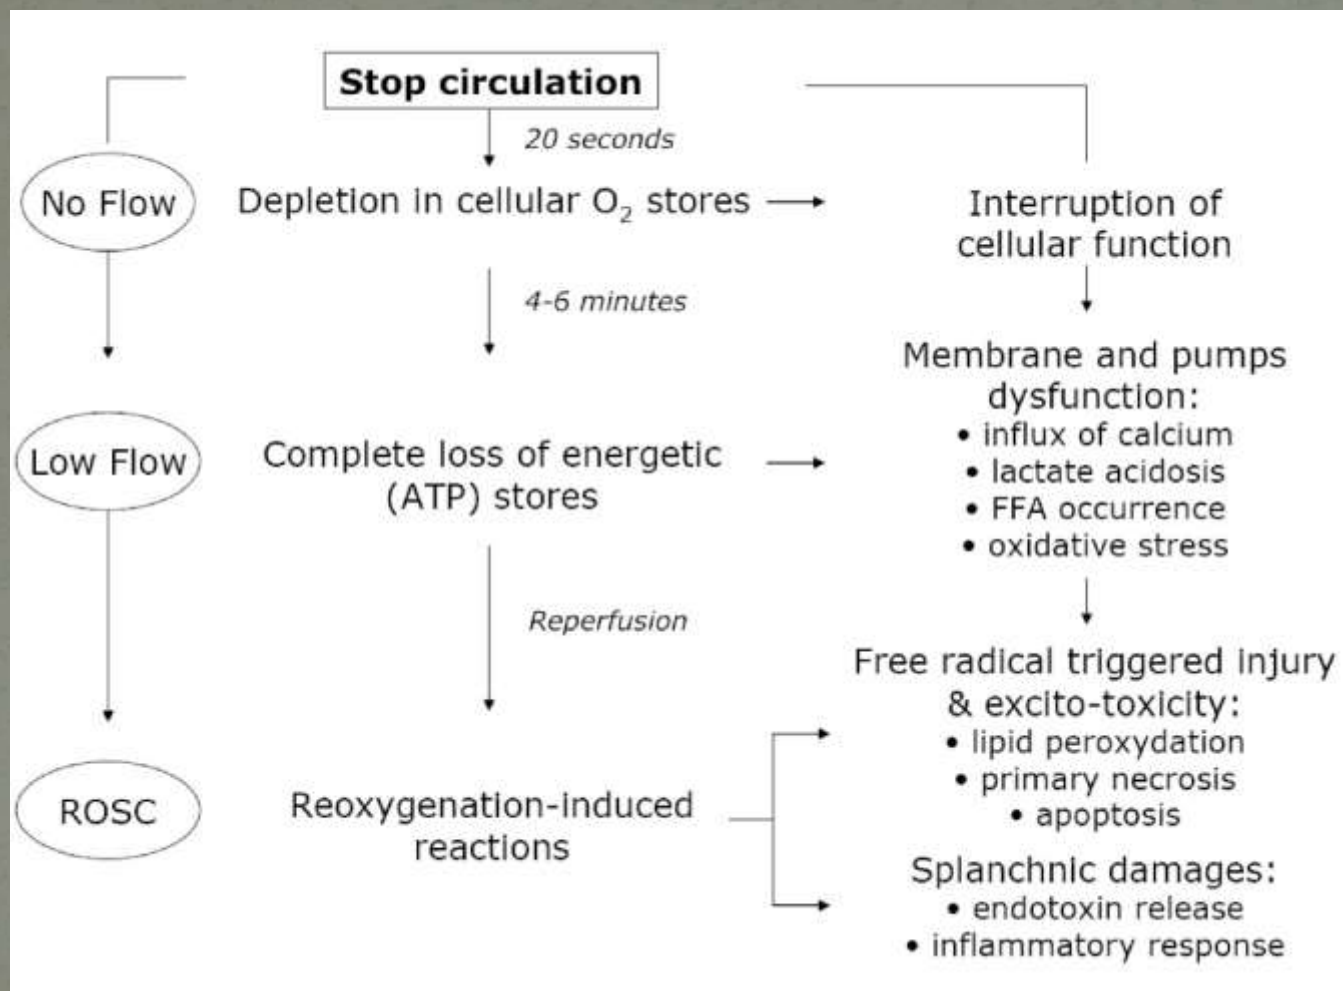 Stop circulation
20 seconds
No Flow
Depletion in cellular O₂ stores
Interruption of
cellular function
4-6 minutes
Membrane and pumps
dysfunction:
• influx of calcium
• lactate acidosis
• FFA occurrence
• oxidative stress
Low Flow
Complete loss of energetic
(ATP) stores
Reperfusion
Free radical triggered injury
& excito-toxicity:
• lipid peroxydation
• primary necrosis
• apoptosis
ROSC
Reoxygenation-induced
reactions
Splanchnic damages:
• endotoxin release
• inflammatory response